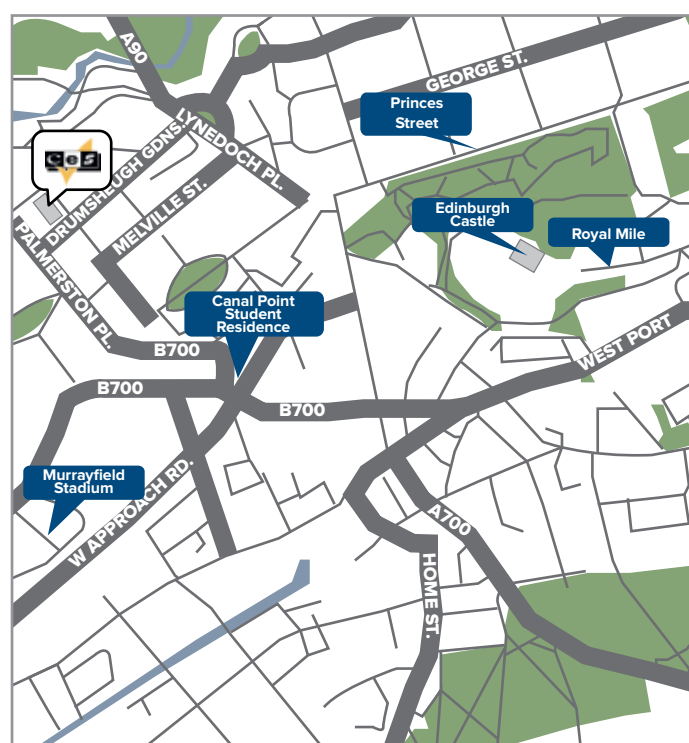 A90
GEORGE ST.
Princes
Street
LYNEDOCH PL.
ces
DRUMSHEUGH GDNS.
MELVILLE ST.
Edinburgh
Castle
Royal Mile
PALMERSTON PL.
Canal Point
Student
Residence
WEST PORT
B700
B700
B700
Murrayfield
Stadium
W APPROACH RD.
A700
HOME ST.